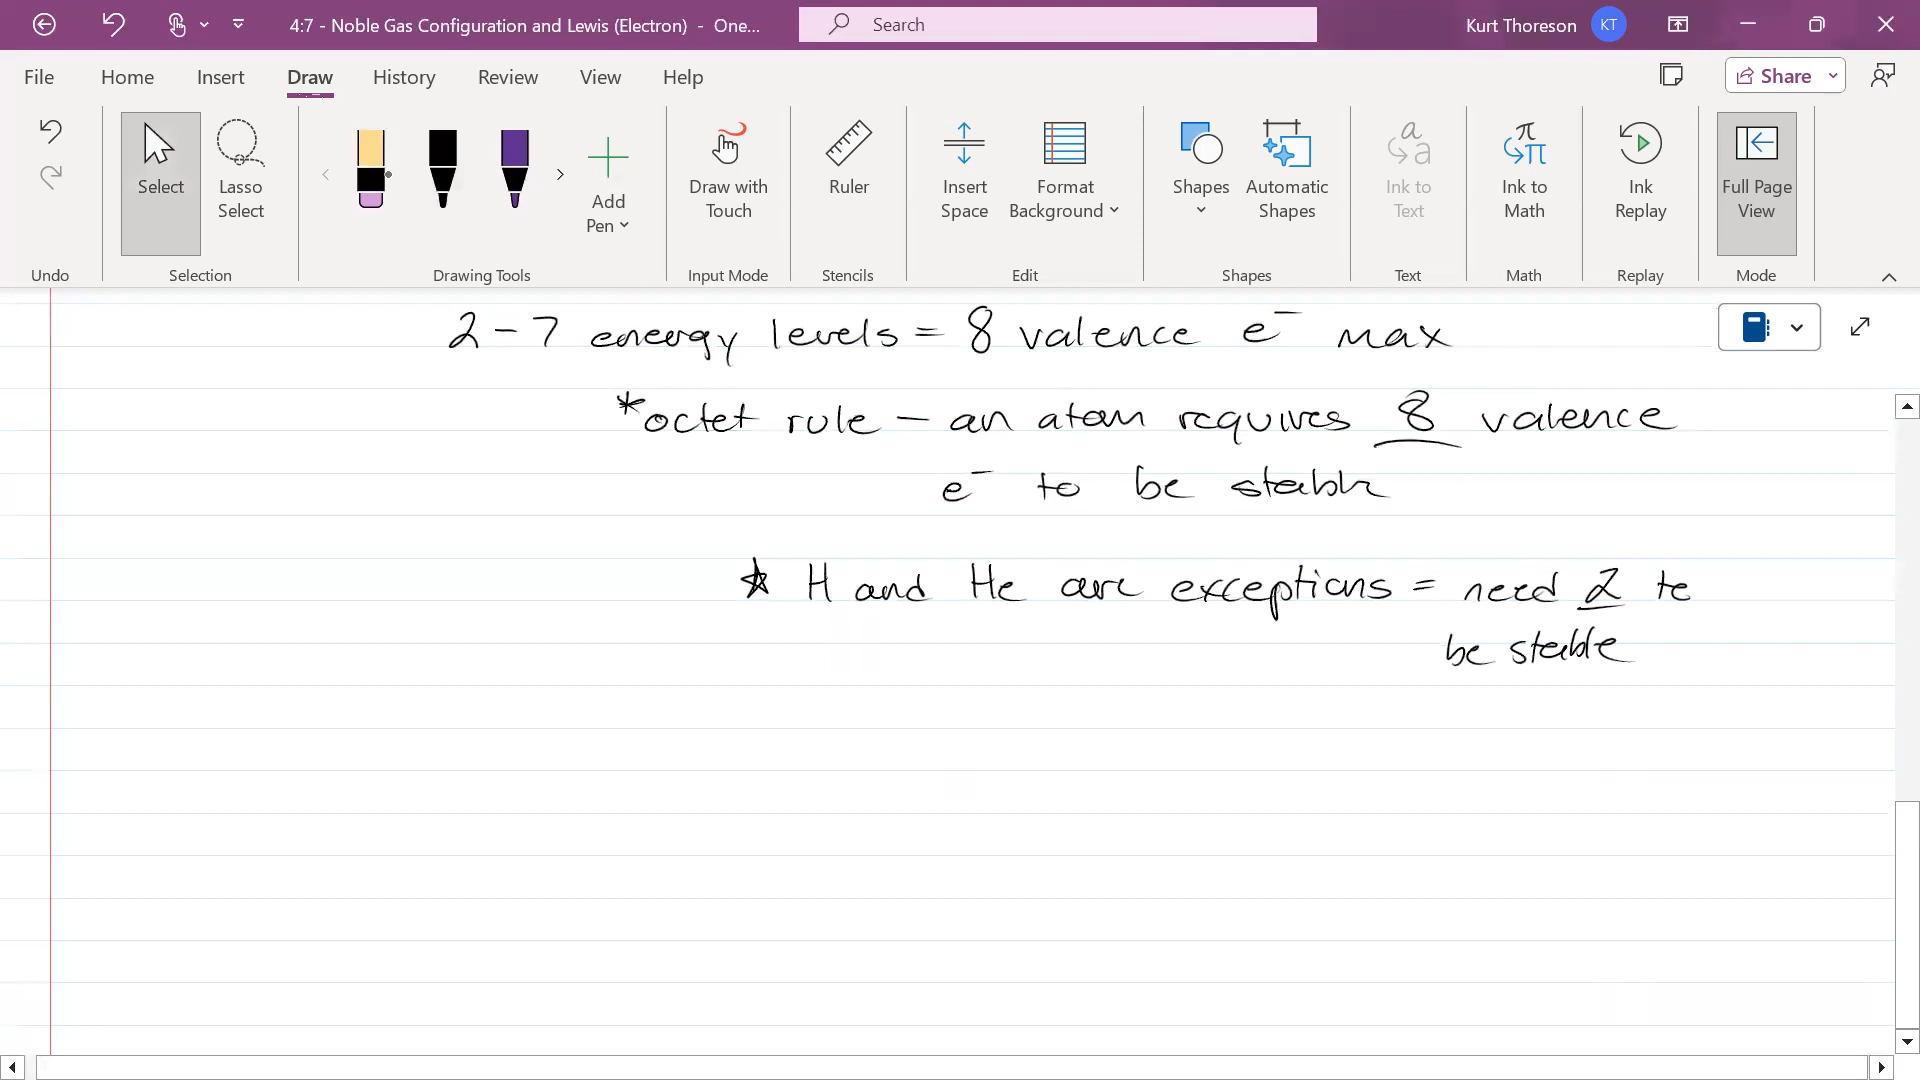 4:7 - Noble Gas Configuration and Lewis (Electron) - One...
Search
Kurt Thoreson
KT
File
Home
Insert
Draw
History
Review
View
Help
Share
Select
Lasso
Select
Add
Pen
Draw with
Touch
Ruler
Insert
Space
Format
Background
Shapes
Automatic
Shapes
Ink to
Text
Ink to
Math
Ink
Replay
Full Page
View
Undo
Selection
Drawing Tools
Input Mode
Stencils
Edit
Shapes
Text
Math
Replay
Mode
2-7 energy levels = 8 valence e⁻ max
*octet rule – an atom requires 8 valence
e⁻ to be stable
☆ H and He are exceptions = need 2 to
be stable